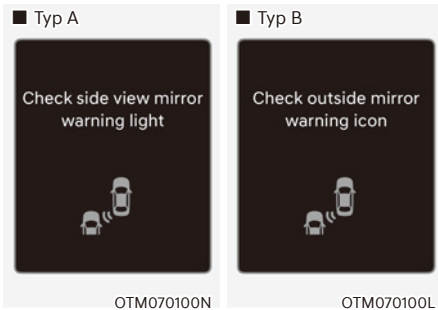 ■ Typ A
Check side view mirror
warning light
OTM070100N
■ Typ B
Check outside mirror
warning icon
OTM070100L